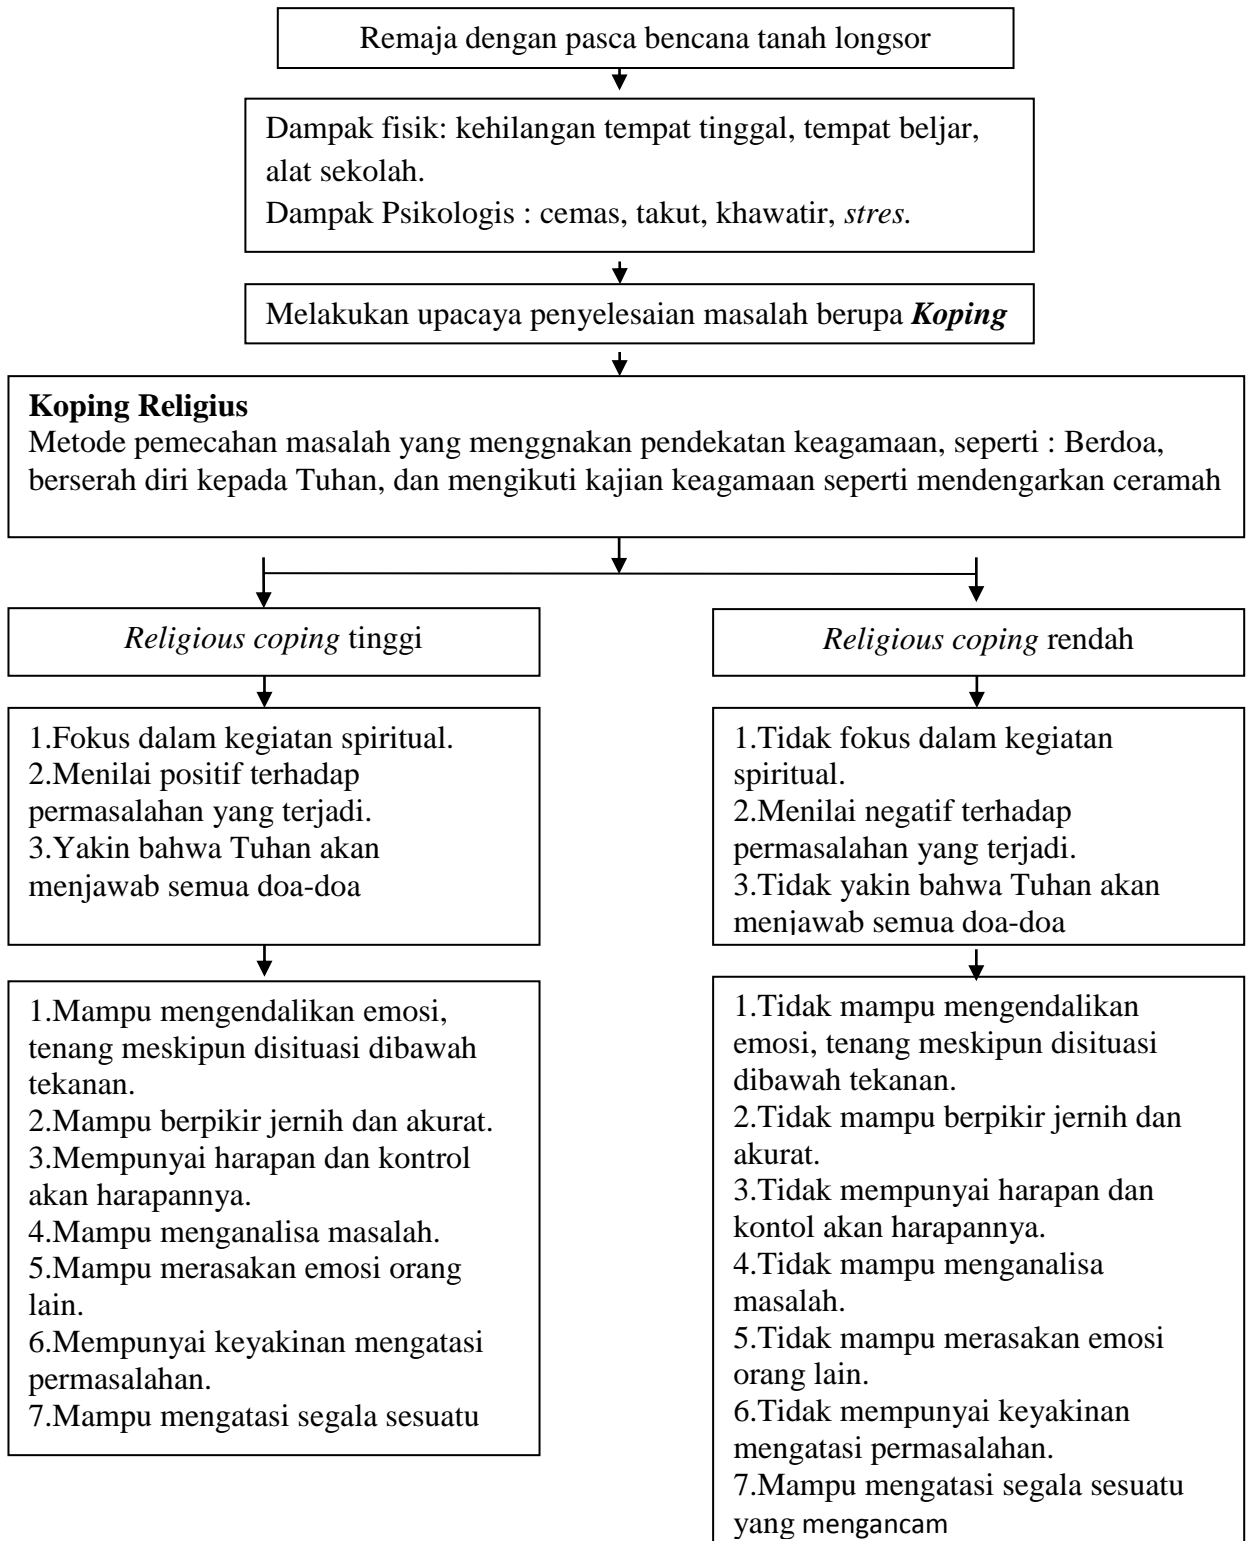 Remaja dengan pasca bencana tanah longsor
Dampak fisik: kehilangan tempat tinggal, tempat beljar,
alat sekolah.
Dampak Psikologis : cemas, takut, khawatir, stres.
Melakukan upacaya penyelesaian masalah berupa Koping
Koping Religius
Metode pemecahan masalah yang menggnakan pendekatan keagamaan, seperti : Berdoa,
berserah diri kepada Tuhan, dan mengikuti kajian keagamaan seperti mendengarkan ceramah
Religious coping tinggi
Religious coping rendah
1.Fokus dalam kegiatan spiritual.
2.Menilai positif terhadap
permasalahan yang terjadi.
3.Yakin bahwa Tuhan akan
menjawab semua doa-doa
1.Tidak fokus dalam kegiatan
spiritual.
2.Menilai negatif terhadap
permasalahan yang terjadi.
3.Tidak yakin bahwa Tuhan akan
menjawab semua doa-doa
1.Mampu mengendalikan emosi,
tenang meskipun disituasi dibawah
tekanan.
2.Mampu berpikir jernih dan akurat.
3.Mempunyai harapan dan kontrol
akan harapannya.
4.Mampu menganalisa masalah.
5.Mampu merasakan emosi orang
lain.
6.Mempunyai keyakinan mengatasi
permasalahan.
7.Mampu mengatasi segala sesuatu
1.Tidak mampu mengendalikan
emosi, tenang meskipun disituasi
dibawah tekanan.
2.Tidak mampu berpikir jernih dan
akurat.
3.Tidak mempunyai harapan dan
kontol akan harapannya.
4.Tidak mampu menganalisa
masalah.
5.Tidak mampu merasakan emosi
orang lain.
6.Tidak mempunyai keyakinan
mengatasi permasalahan.
7.Mampu mengatasi segala sesuatu
yang mengancam